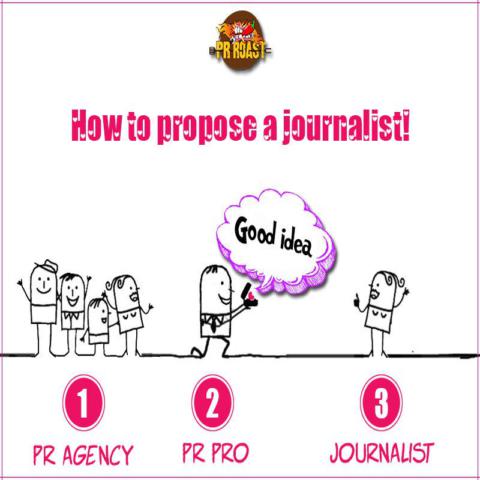 PR ROAST
How to propose a journalist!
Good idea
1 2 3
PR AGENCY PR PRO JOURNALIST